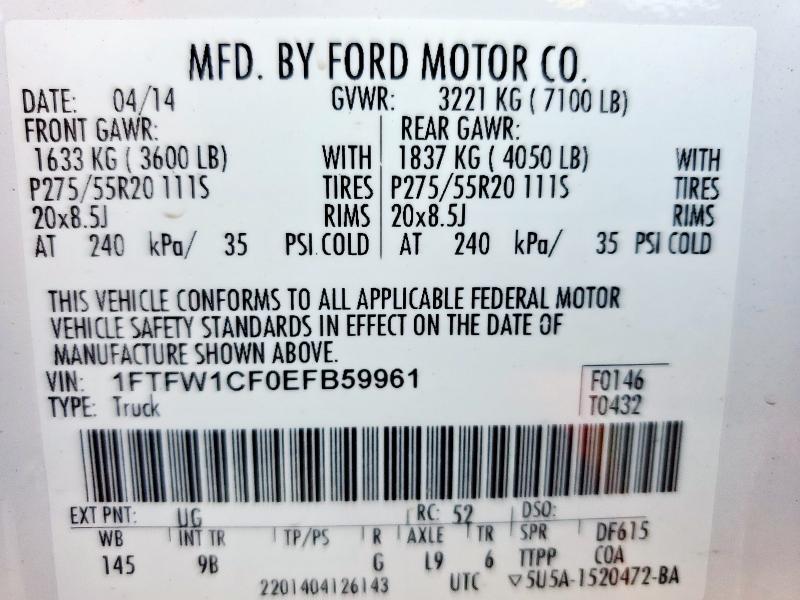 MFD. BY FORD MOTOR CO.
DATE: 04/14 GVWR: 3221 KG ( 7100 LB)
FRONT GAWR: REAR GAWR:
1633 KG ( 3600 LB) WITH 1837 KG ( 4050 LB) WITH
P275/55R20 111S TIRES P275/55R20 111S TIRES
20x8.5J RIMS 20x8.5J RIMS
AT 240 kPa/ 35 PSI COLD AT 240 kPa/ 35 PSI COLD
THIS VEHICLE CONFORMS TO ALL APPLICABLE FEDERAL MOTOR
VEHICLE SAFETY STANDARDS IN EFFECT ON THE DATE OF
MANUFACTURE SHOWN ABOVE.
VIN: 1FTFW1CF0EFB59961 F0146
TYPE: Truck T0432
EXT PNT: UG RC: 52 DSO:
WB INT TR TP/PS R AXLE TR SPR DF615
145 9B G L9 6 TTPP COA
2201404126143 UTC ▽5U5A-1520472-BA